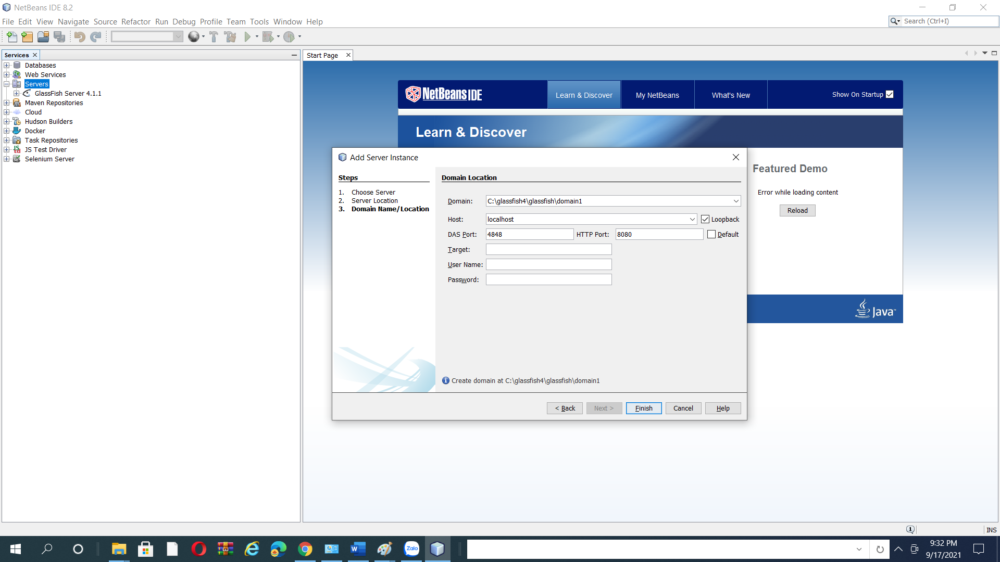 NetBeans IDE 8.2
File Edit View Navigate Source Refactor Run Debug Profile Team Tools Window Help
Search (Ctrl+I)
Services
Start Page
Databases
Web Services
Servers
GlassFish Server 4.1.1
Maven Repositories
Cloud
Hudson Builders
Docker
Task Repositories
JS Test Driver
Selenium Server
NetBeans IDE
Learn & Discover
My NetBeans
What's New
Show On Startup
Learn & Discover
Featured Demo
Error while loading content
Reload
Java™
Add Server Instance
Steps
1. Choose Server
2. Server Location
3. Domain Name/Location
Domain Location
Domain: C:\glassfish4\glassfish\domain1
Host: localhost Loopback
DAS Port: 4848 HTTP Port: 8080 Default
Target:
User Name:
Password:
Create domain at C:\glassfish4\glassfish\domain1
< Back Next > Finish Cancel Help
1
INS
Zalo
9:32 PM
9/17/2021